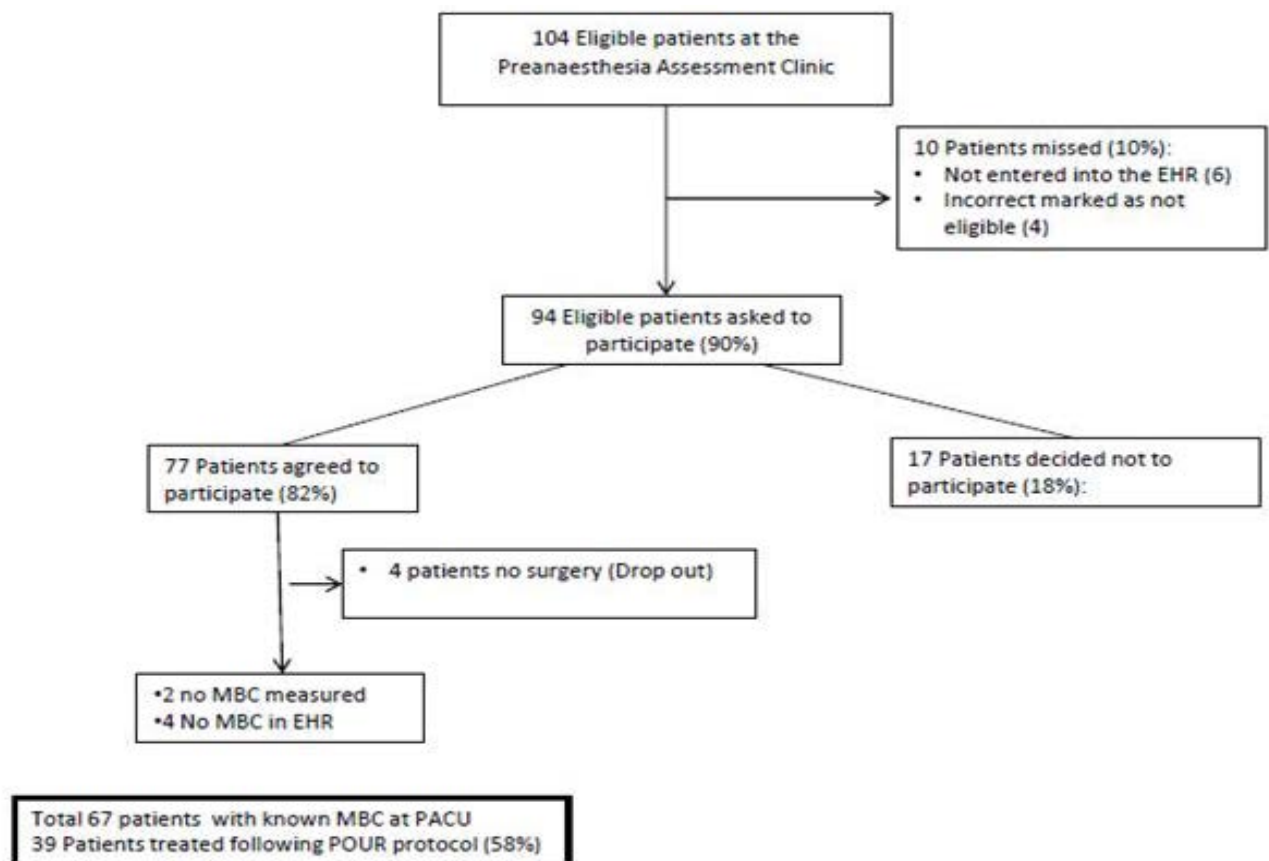 104 Eligible patients at the
Preanaesthesia Assessment Clinic
10 Patients missed (10%):
• Not entered into the EHR (6)
• Incorrect marked as not
eligible (4)
94 Eligible patients asked to
participate (90%)
77 Patients agreed to
participate (82%)
17 Patients decided not to
participate (18%):
• 4 patients no surgery (Drop out)
•2 no MBC measured
•4 No MBC in EHR
Total 67 patients with known MBC at PACU
39 Patients treated following POUR protocol (58%)